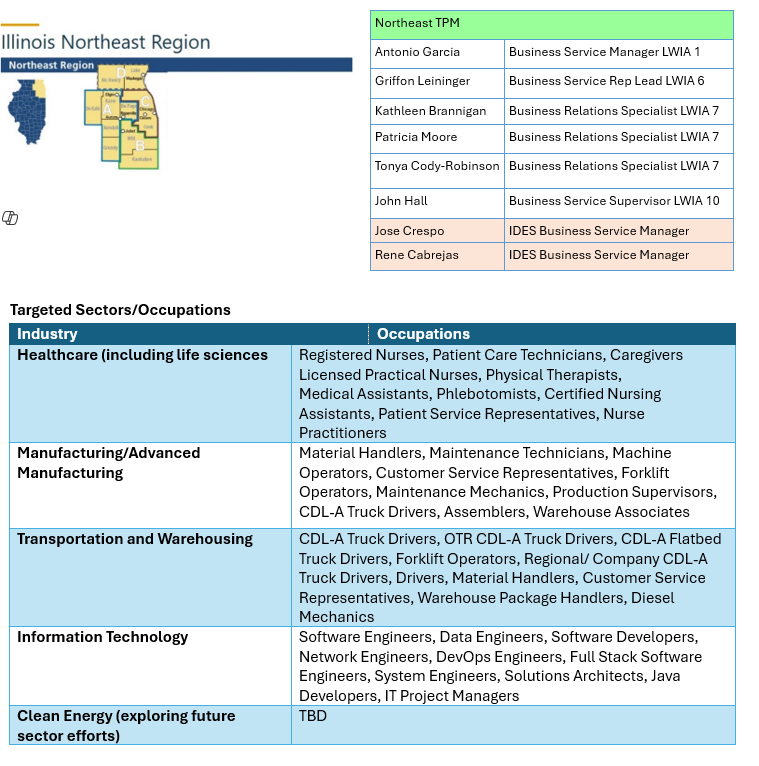 Illinois Northeast Region
Northeast Region
D
A
C
B
Northeast TPM
Antonio Garcia Business Service Manager LWIA 1
Griffon Leininger Business Service Rep Lead LWIA 6
Kathleen Brannigan Business Relations Specialist LWIA 7
Patricia Moore Business Relations Specialist LWIA 7
Tonya Cody-Robinson Business Relations Specialist LWIA 7
John Hall Business Service Supervisor LWIA 10
Jose Crespo IDES Business Service Manager
Rene Cabrejas IDES Business Service Manager
Targeted Sectors/Occupations
Industry Occupations
Healthcare (including life sciences
Registered Nurses, Patient Care Technicians, Caregivers
Licensed Practical Nurses, Physical Therapists,
Medical Assistants, Phlebotomists, Certified Nursing
Assistants, Patient Service Representatives, Nurse
Practitioners
Manufacturing/Advanced
Manufacturing
Material Handlers, Maintenance Technicians, Machine
Operators, Customer Service Representatives, Forklift
Operators, Maintenance Mechanics, Production Supervisors,
CDL-A Truck Drivers, Assemblers, Warehouse Associates
Transportation and Warehousing
CDL-A Truck Drivers, OTR CDL-A Truck Drivers, CDL-A Flatbed
Truck Drivers, Forklift Operators, Regional/ Company CDL-A
Truck Drivers, Drivers, Material Handlers, Customer Service
Representatives, Warehouse Package Handlers, Diesel
Mechanics
Information Technology
Software Engineers, Data Engineers, Software Developers,
Network Engineers, DevOps Engineers, Full Stack Software
Engineers, System Engineers, Solutions Architects, Java
Developers, IT Project Managers
Clean Energy (exploring future
sector efforts)
TBD